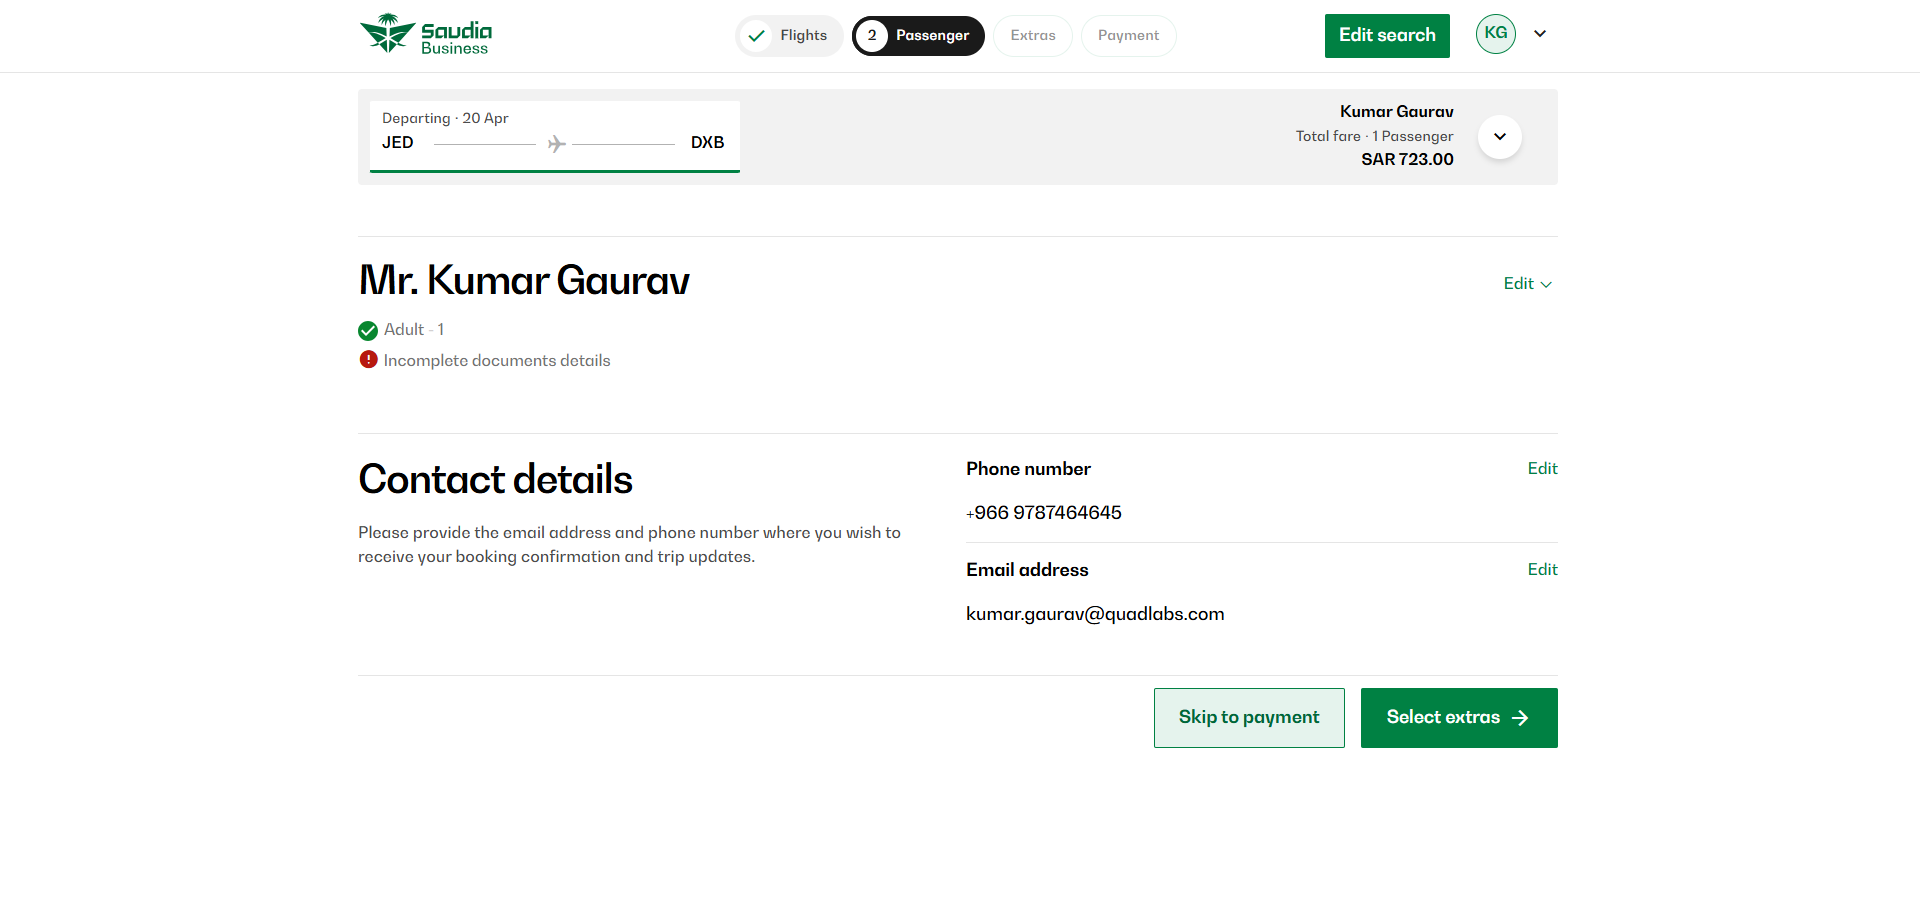 Saudia
Business
Flights
2 Passenger
Extras
Payment
Edit search
KG
Departing · 20 Apr
JED
DXB
Kumar Gaurav
Total fare · 1 Passenger
SAR 723.00
Mr. Kumar Gaurav
Edit
Adult - 1
Incomplete documents details
Contact details
Please provide the email address and phone number where you wish to
receive your booking confirmation and trip updates.
Phone number
Edit
+966 9787464645
Email address
Edit
kumar.gaurav@quadlabs.com
Skip to payment
Select extras